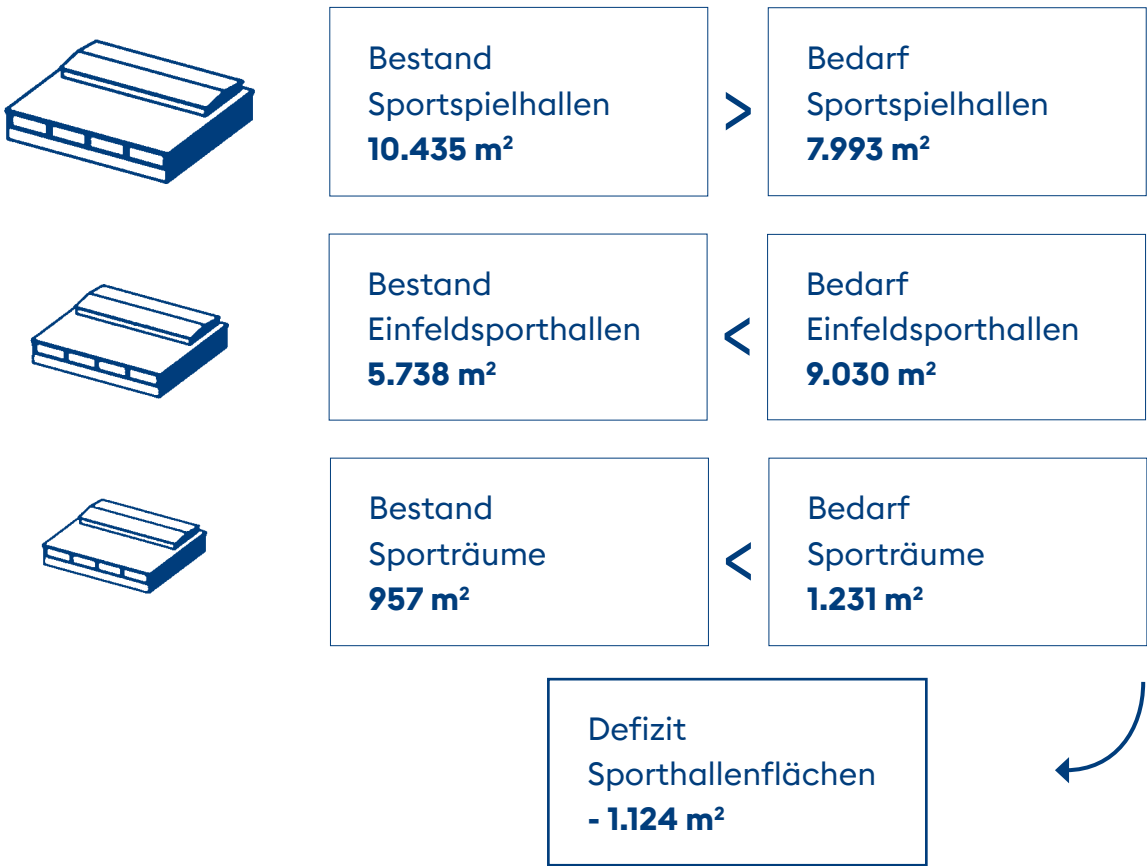 Bestand
Sportspielhallen
10.435 m²
>
Bedarf
Sportspielhallen
7.993 m²
Bestand
Einfeldsporthallen
5.738 m²
<
Bedarf
Einfeldsporthallen
9.030 m²
Bestand
Sporträume
957 m²
<
Bedarf
Sporträume
1.231 m²
Defizit
Sporthallenflächen
- 1.124 m²